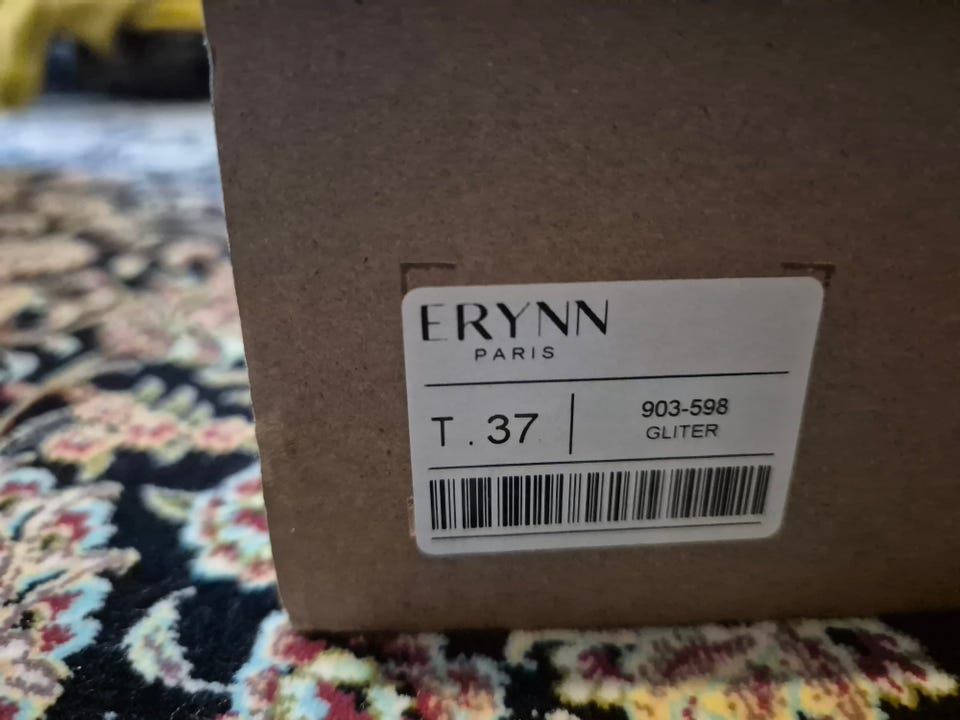 ERYNN
PARIS
T . 37
903-598
GLITER